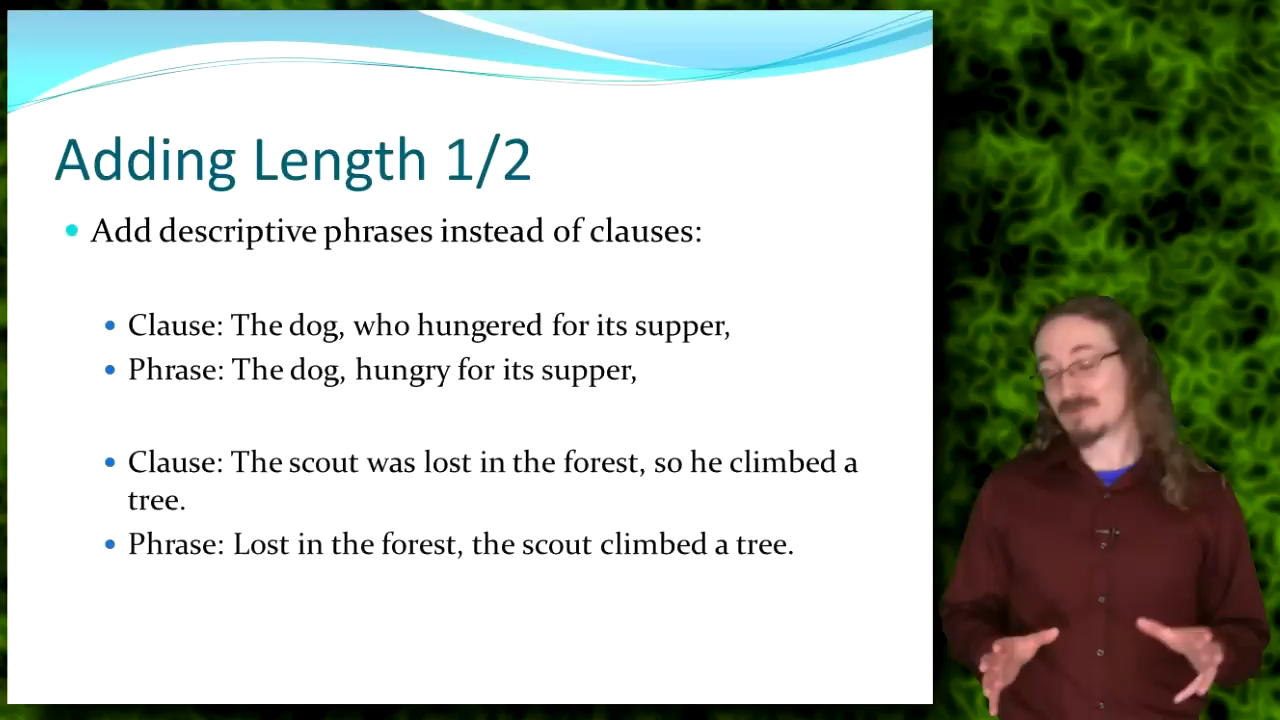 Adding Length 1/2
Add descriptive phrases instead of clauses:
Clause: The dog, who hungered for its supper,
Phrase: The dog, hungry for its supper,
Clause: The scout was lost in the forest, so he climbed a
tree.
Phrase: Lost in the forest, the scout climbed a tree.